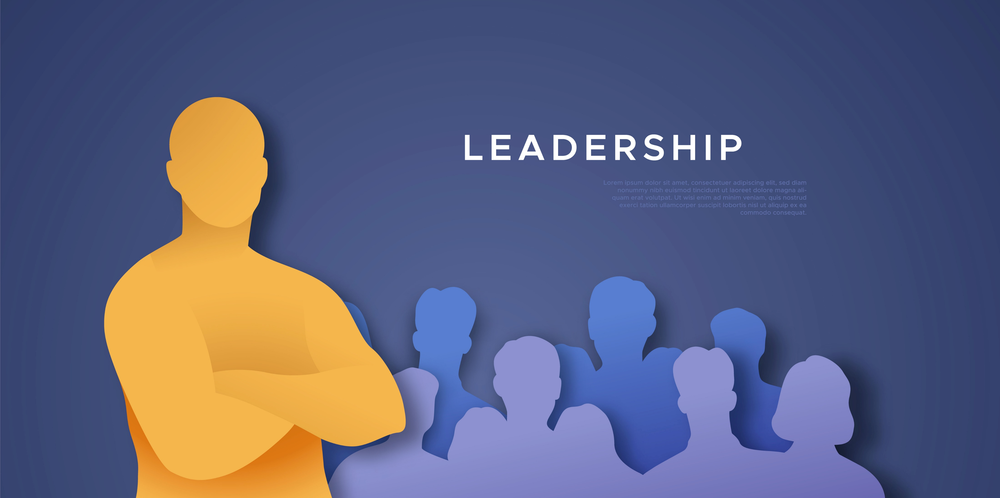 LEADERSHIP
Lorem ipsum dolor sit amet, consectetuer adipiscing elit, sed diam
nonummy nibh euismod tincidunt ut laoreet dolore magna ali-
quam erat volutpat. Ut wisi enim ad minim veniam, quis nostrud
exerci tation ullamcorper suscipit lobortis nisl ut aliquip ex ea
commodo consequat.